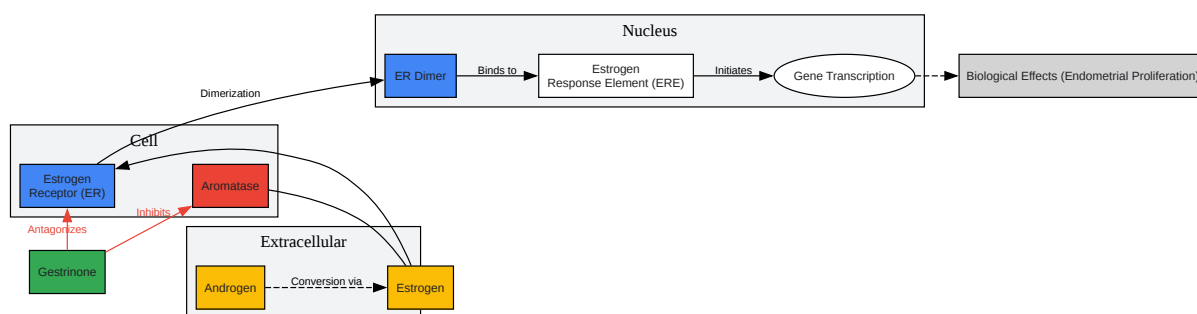 Nucleus
ER Dimer
Binds to
Estrogen
Response Element (ERE)
Initiates
Gene Transcription
Biological Effects (Endometrial Proliferation)
Dimerization
Cell
Estrogen
Receptor (ER)
Aromatase
Inhibits
Antagonizes
Gestrinone
Extracellular
Androgen
Conversion via
Estrogen